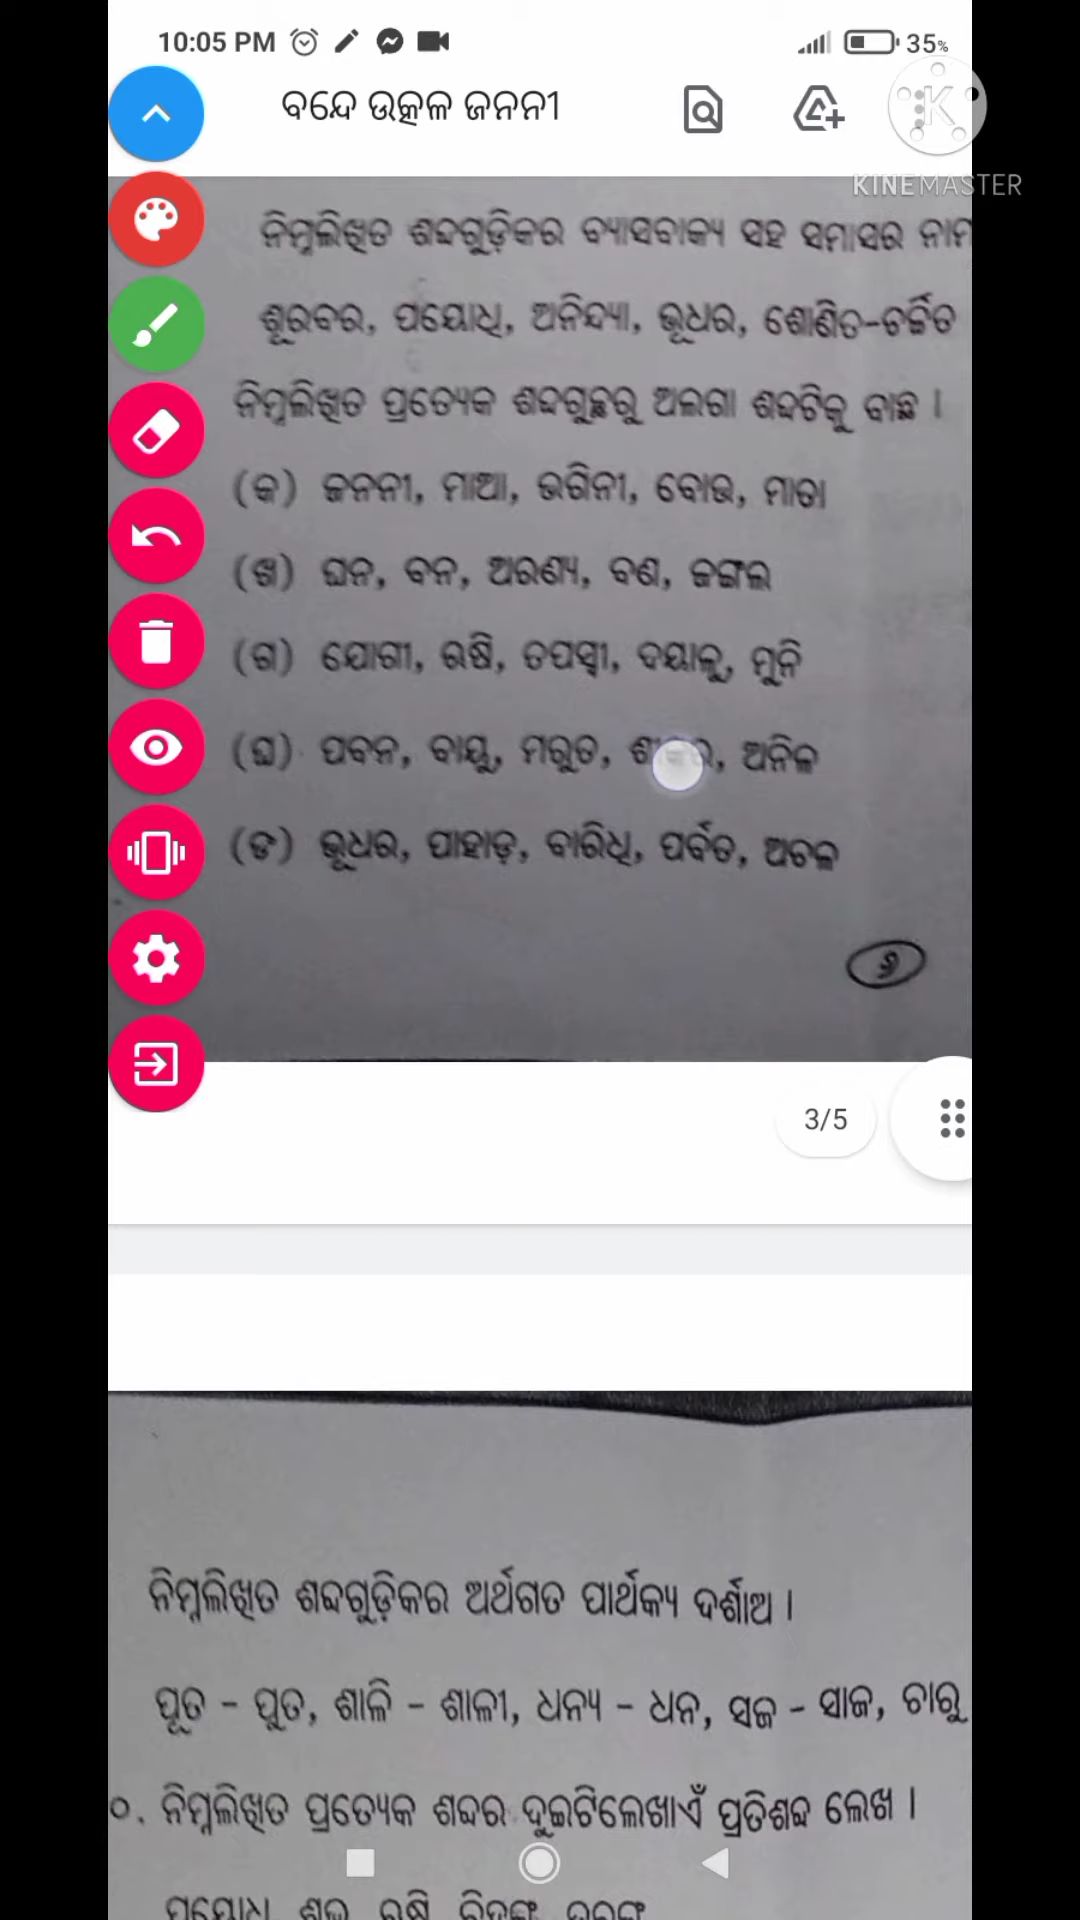 10:05 PM 35%
ବନ୍ଦେ ଉତ୍କଳ ଜନନୀ
KINEMASTER
ନିମ୍ନଲିଖିତ ଶବ୍ଦଗୁଡ଼ିକର ବ୍ୟାସବାକ୍ୟ ସହ ସମାସର ନାମ
ଶୂରବର, ପୟୋଧି, ଅନିନ୍ଦ୍ୟା, ଭୂଧର, ଶୋଣିତ-ଚର୍ଚ୍ଚିତ
ନିମ୍ନଲିଖିତ ପ୍ରତ୍ୟେକ ଶବ୍ଦଗୁଚ୍ଛରୁ ଅଲଗା ଶବ୍ଦଟିକୁ ବାଛ ।
(କ) ଜନନୀ, ମାଆ, ଭଗିନୀ, ବୋଉ, ମାତା
(ଖ) ଘନ, ବନ, ଅରଣ୍ୟ, ବଣ, ଜଙ୍ଗଲ
(ଗ) ଯୋଗୀ, ଋଷି, ତପସ୍ୱୀ, ଦୟାଳୁ, ମୁନି
(ଘ) ପବନ, ବାୟୁ, ମରୁତ, ଅନିଳ
(ଙ) ଭୂଧର, ପାହାଡ଼, ବାରିଧି, ପର୍ବତ, ଅଚଳ
3/5
ନିମ୍ନଲିଖିତ ଶବ୍ଦଗୁଡ଼ିକର ଅର୍ଥଗତ ପାର୍ଥକ୍ୟ ଦର୍ଶାଅ ।
ପୂତ - ପୁତ, ଶାଳି - ଶାଳୀ, ଧନ୍ୟ - ଧନ, ସଜ - ସାଜ, ଚାରୁ
୦. ନିମ୍ନଲିଖିତ ପ୍ରତ୍ୟେକ ଶବ୍ଦର ଦୁଇଟିଲେଖାଏଁ ପ୍ରତିଶବ୍ଦ ଲେଖ ।